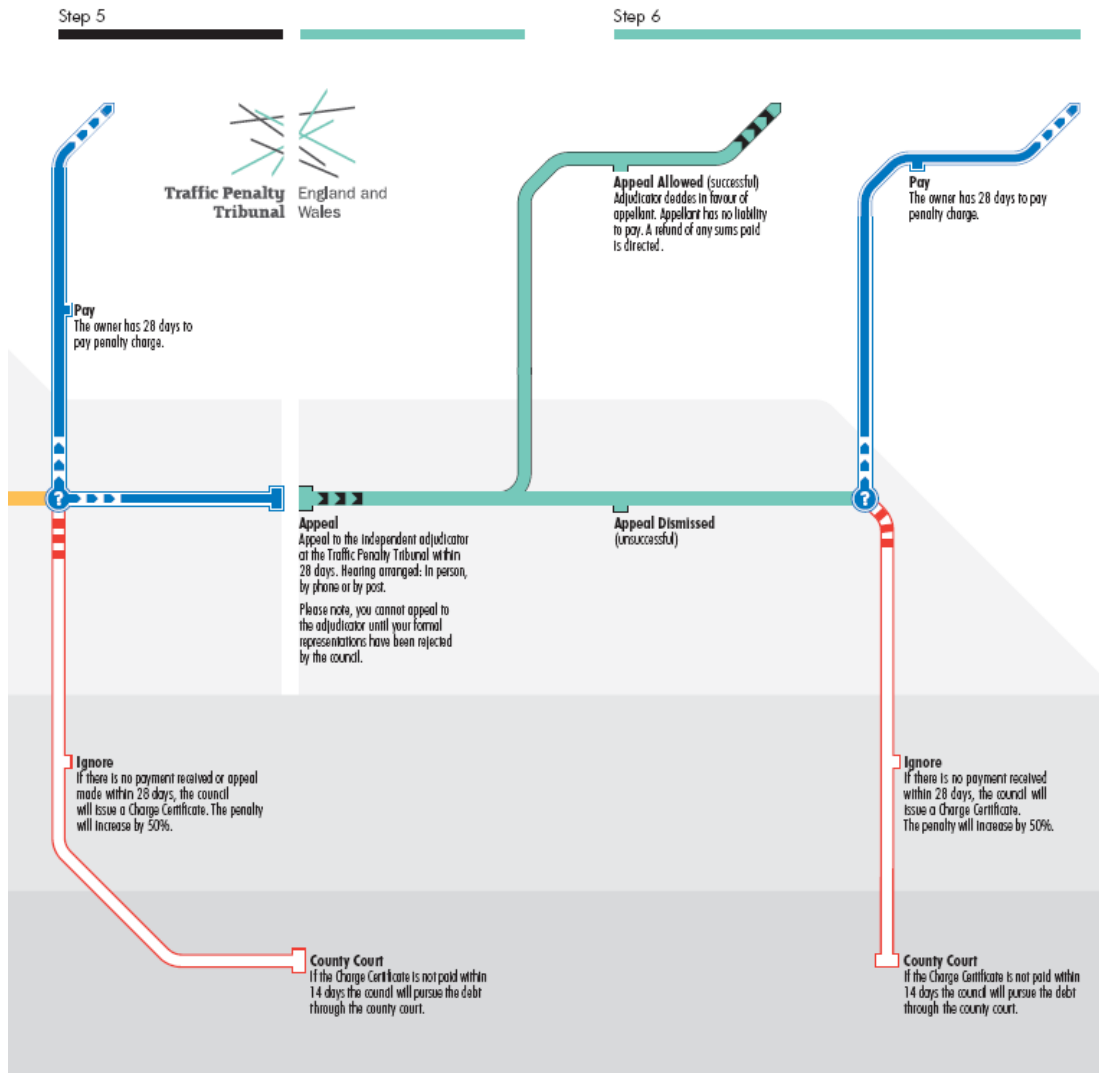 Step 5
Step 6
Traffic Penalty
Tribunal
England and
Wales
Appeal Allowed (successful)
Adjudicator decides in favour of
appellant. Appellant has no liability
to pay. A refund of any sums paid
is directed.
Pay
The owner has 28 days to pay
penalty charge.
Pay
The owner has 28 days to
pay penalty charge.
?
?
Appeal
Appeal to the independent adjudicator
at the Traffic Penalty Tribunal within
28 days. Hearing arranged: In person,
by phone or by post.
Please note, you cannot appeal to
the adjudicator until your formal
representations have been rejected
by the council.
Appeal Dismissed
(unsuccessful)
Ignore
If there is no payment received or appeal
made within 28 days, the council
will issue a Charge Certificate. The penalty
will increase by 50%.
Ignore
If there is no payment received
within 28 days, the council will
issue a Charge Certificate.
The penalty will increase by 50%.
County Court
If the Charge Certificate is not paid within
14 days the council will pursue the debt
through the county court.
County Court
If the Charge Certificate is not paid within
14 days the council will pursue the debt
through the county court.